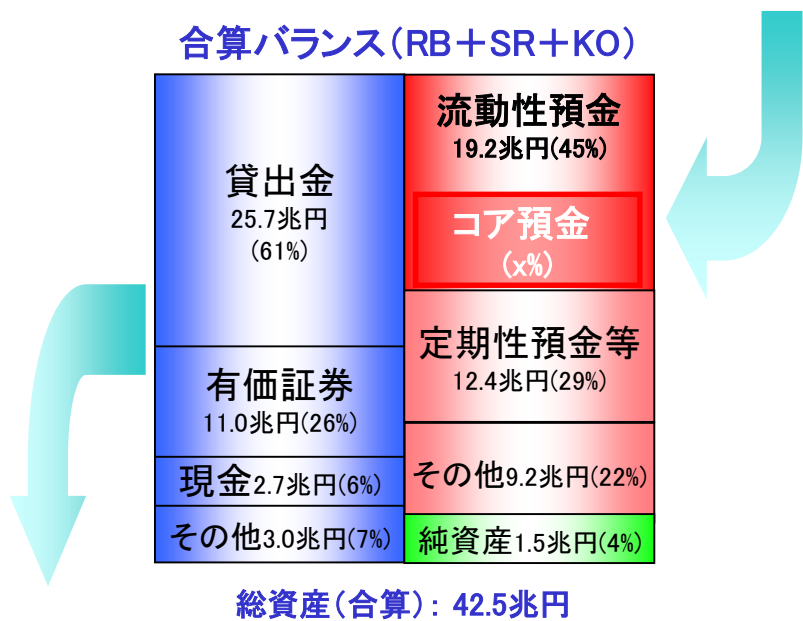 合算バランス（RB＋SR＋KO）
貸出金
25.7兆円
(61%)
有価証券
11.0兆円(26%)
現金2.7兆円(6%)
その他3.0兆円(7%)
流動性預金
19.2兆円(45%)
コア預金
(x%)
定期性預金等
12.4兆円(29%)
その他9.2兆円(22%)
純資産1.5兆円(4%)
総資産（合算）：42.5兆円